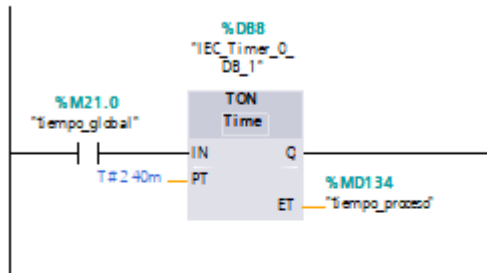 %DB8
"IEC_Timer_0_
DB_1"
%M21.0
"tiempo_global"
TON
Time
IN
Q
T#240m
PT
%MD134
ET
"tiempo_proceso"